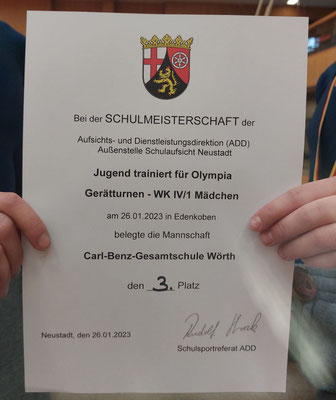 Bei der SCHULMEISTERSCHAFT der
Aufsichts- und Dienstleistungsdirektion (ADD)
Außenstelle Schulaufsicht Neustadt
Jugend trainiert für Olympia
Gerätturnen - WK IV/1 Mädchen
am 26.01.2023 in Edenkoben
belegte die Mannschaft
Carl-Benz-Gesamtschule Wörth
den 3. Platz
Rudolf
Neustadt, den 26.01.2023
Schulsportreferat ADD